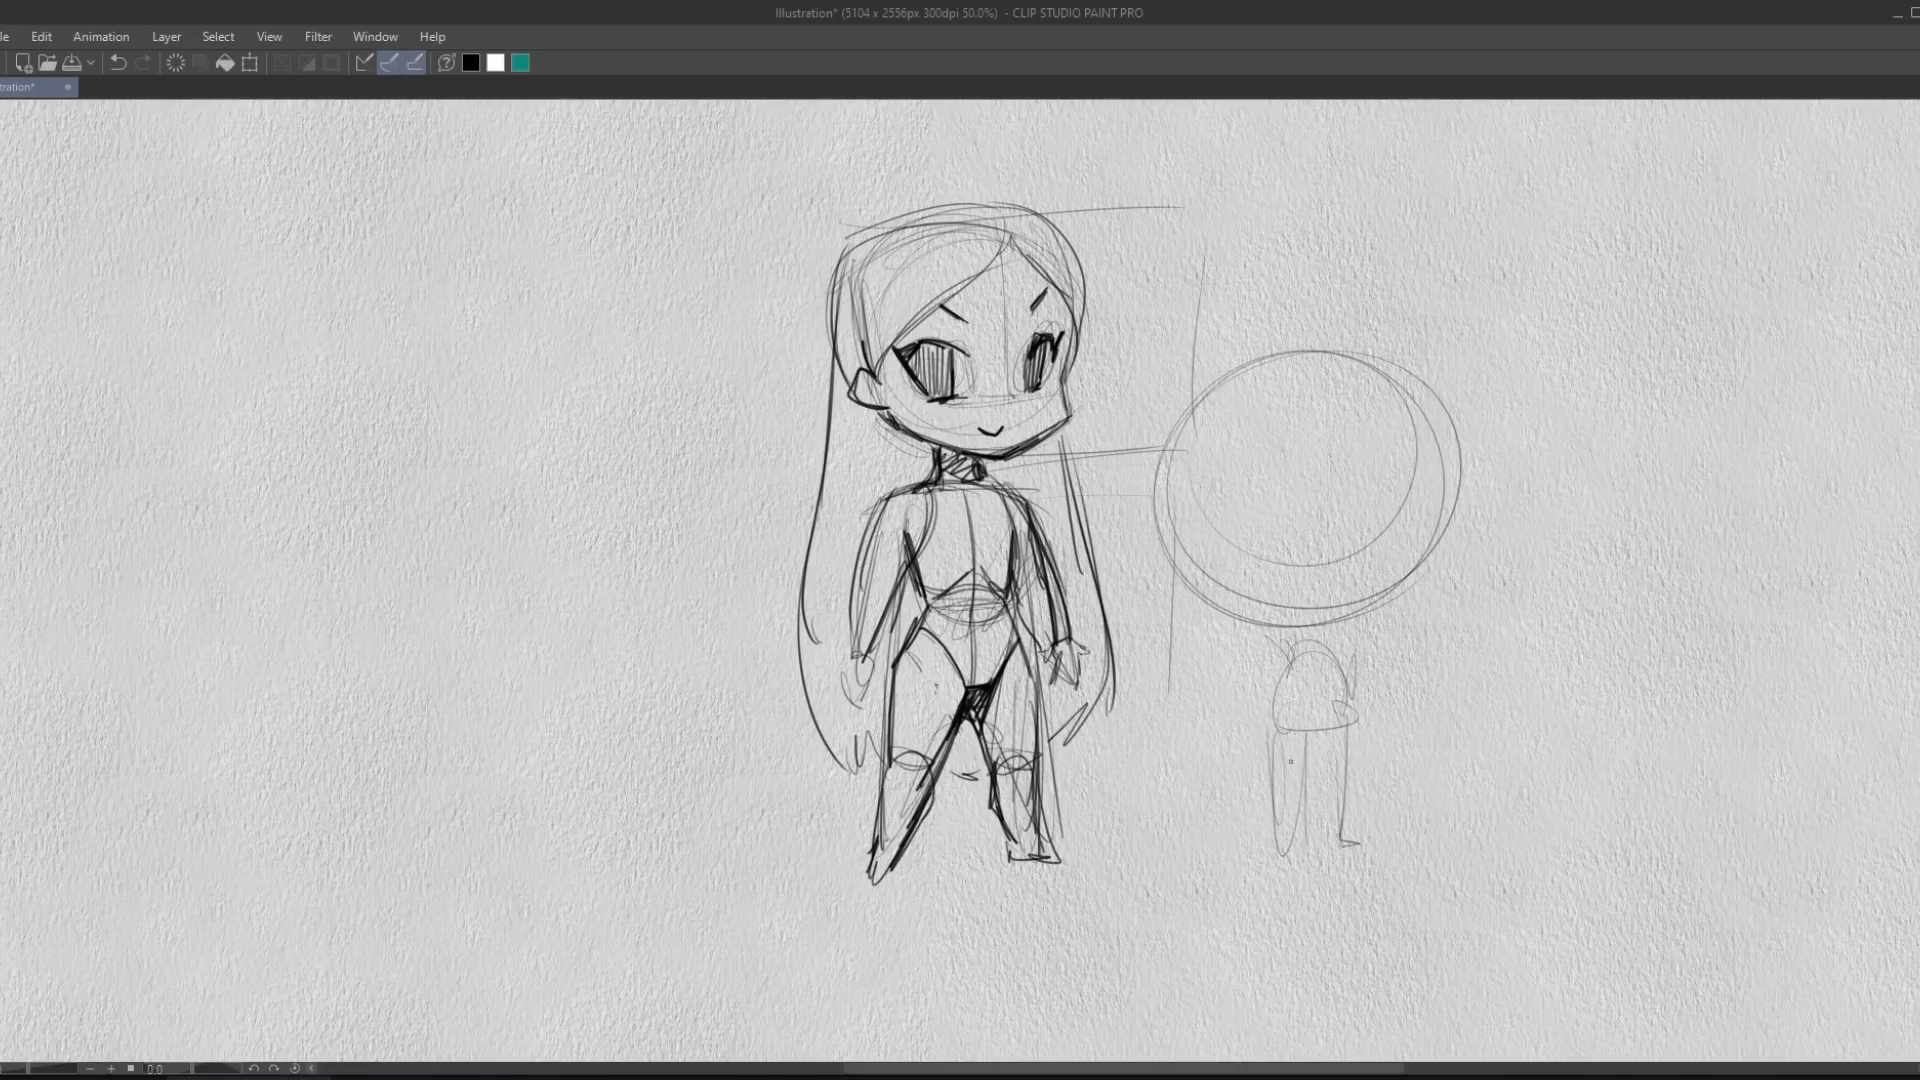 Illustration* (5104 x 2556px 300dpi 50.0%) - CLIP STUDIO PAINT PRO
le Edit Animation Layer Select View Filter Window Help
tration*